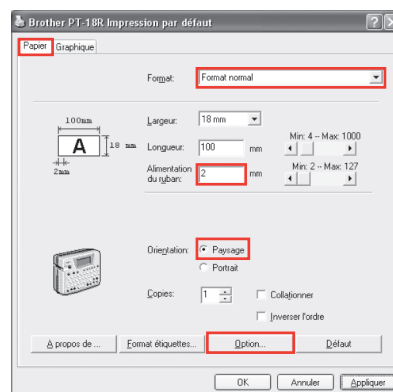 Brother PT-18R Impression par défaut
Papier Graphique
Format: Format normal
100mm
A
18 mm
2mm
Largeur: 18 mm
Longueur: 100 mm
Min: 4 -- Max: 1000
Alimentation du ruban: 2 mm
Min: 2 -- Max: 127
Orientation: Paysage
Portrait
Copies: 1
Collationner
Inverser l'ordre
A propos de ... Format étiquettes... Option... Défaut
OK Annuler Appliquer